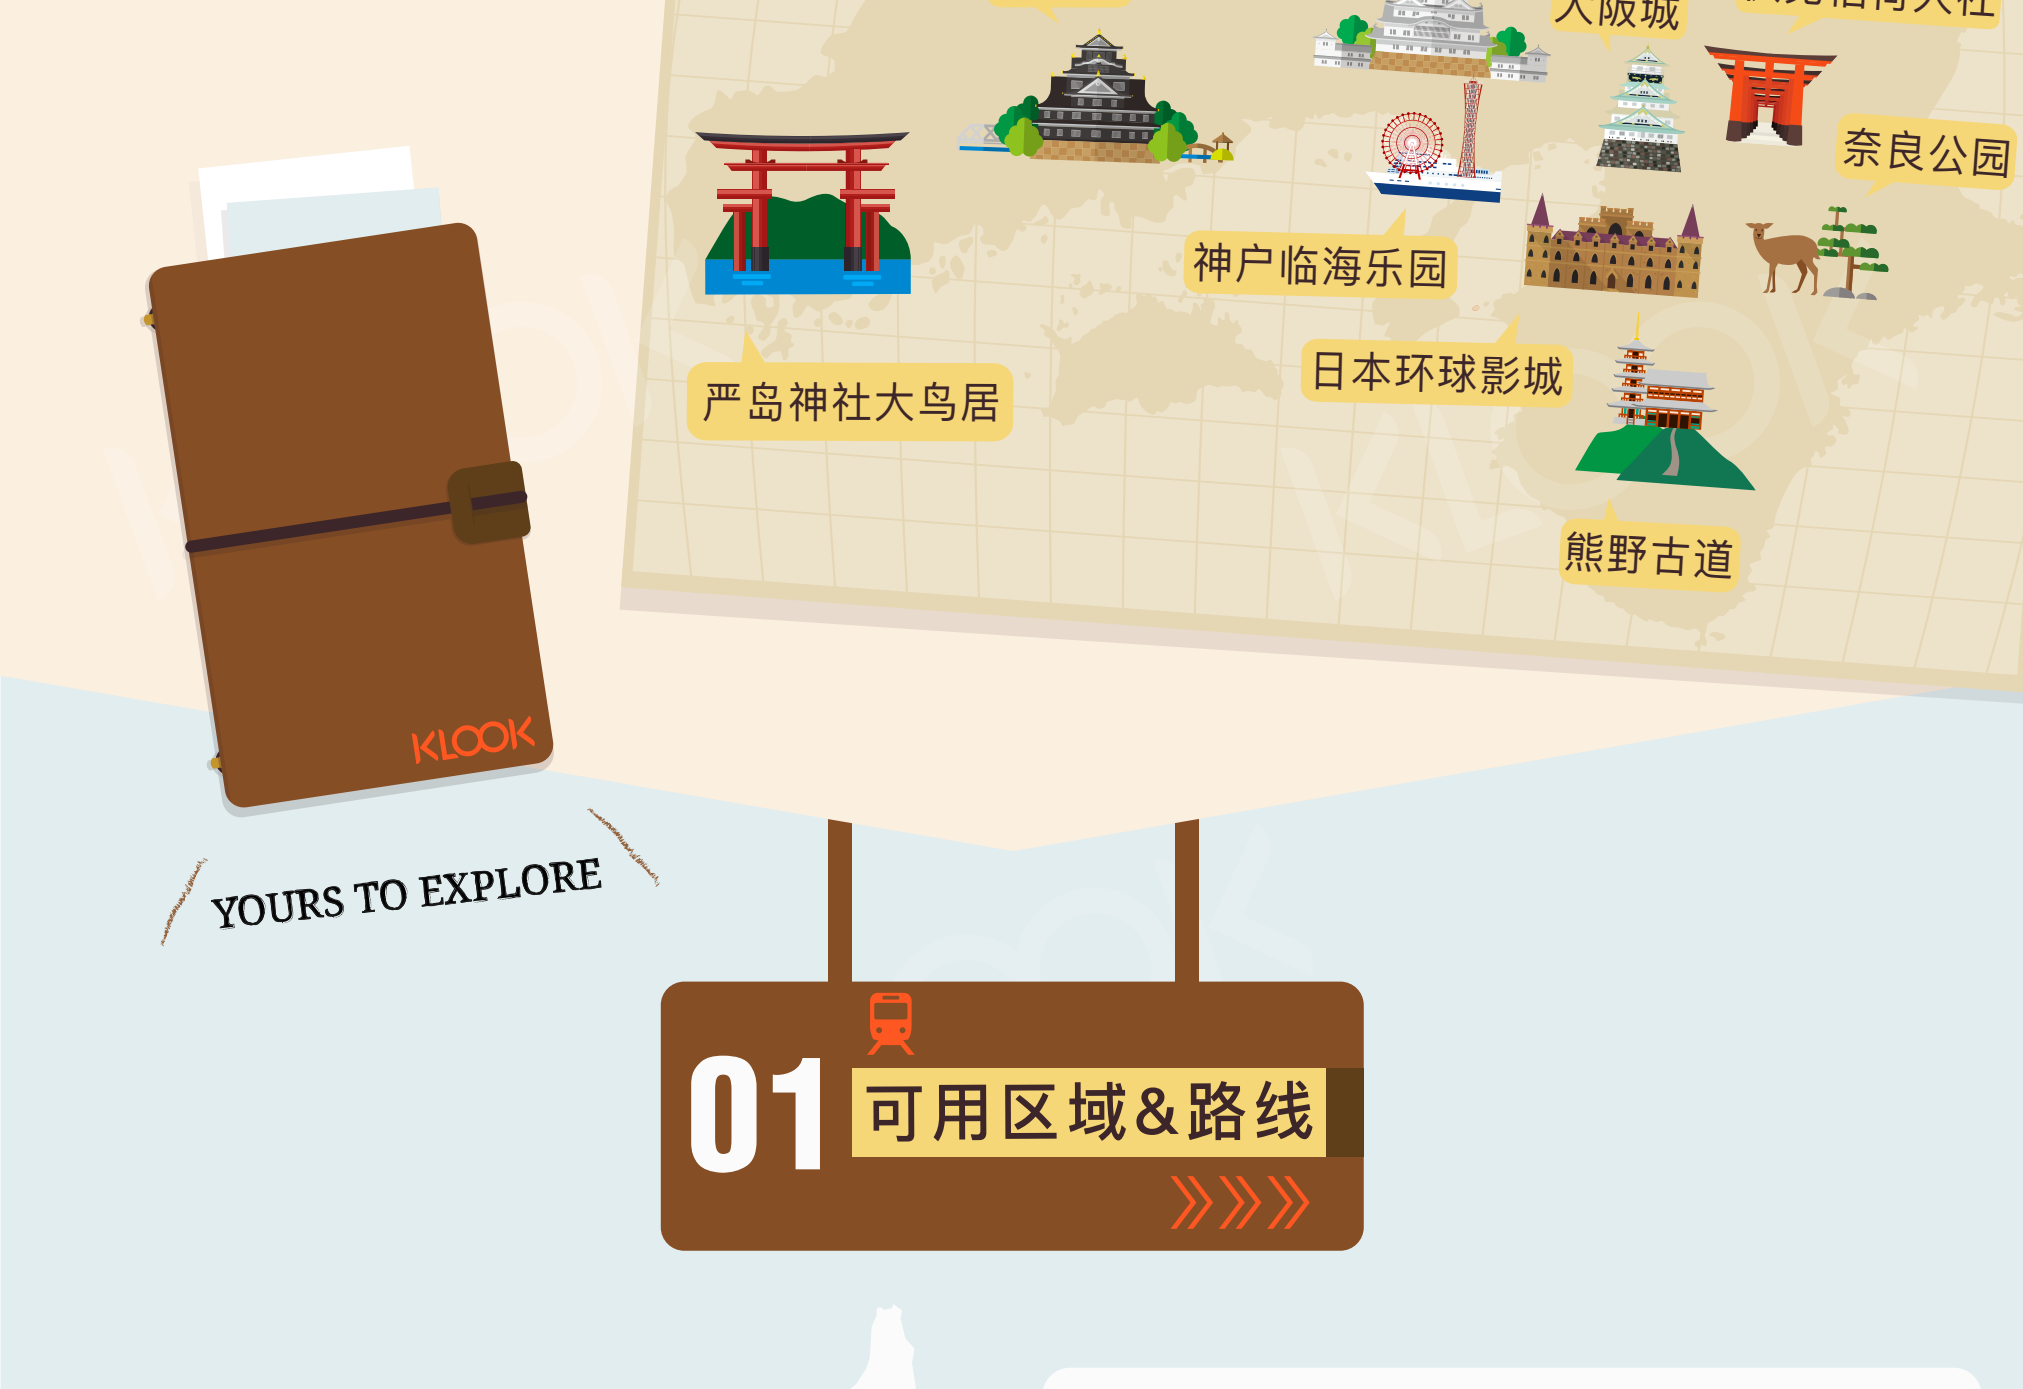 大阪城
奈良公园
神户临海乐园
日本环球影城
严岛神社大鸟居
熊野古道
KLOOK
YOURS TO EXPLORE
01
可用区域&路线